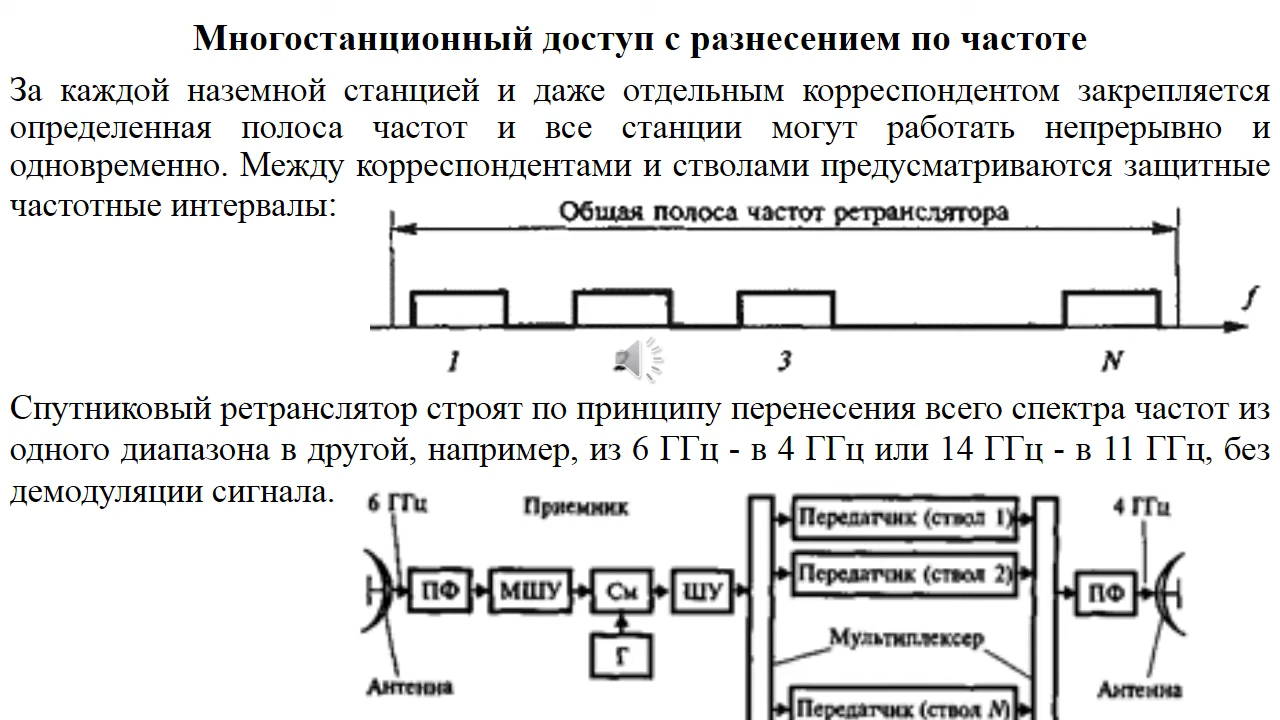 Многостанционный доступ с разнесением по частоте
За каждой наземной станцией и даже отдельным корреспондентом закрепляется
определенная полоса частот и все станции могут работать непрерывно и
одновременно. Между корреспондентами и стволами предусматриваются защитные
частотные интервалы:
Общая полоса частот ретранслятора
f
1 2 3 N
Спутниковый ретранслятор строят по принципу перенесения всего спектра частот из
одного диапазона в другой, например, из 6 ГГц - в 4 ГГц или 14 ГГц - в 11 ГГц, без
демодуляции сигнала.
6 ГГц Приемник Передатчик (ствол 1) 4 ГГц
Передатчик (ствол 2)
ПФ МШУ См ШУ ПФ
Г Мультиплексер
Антенна Антенна
Передатчик (ствол N)